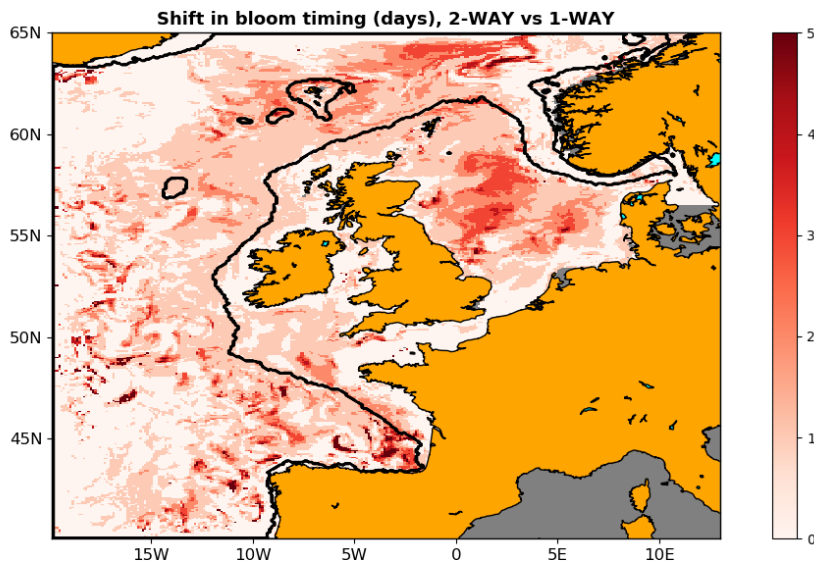 Shift in bloom timing (days), 2-WAY vs 1-WAY
65N
60N
55N
50N
45N
15W
10W
5W
0
5E
10E
5
4
3
2
1
0